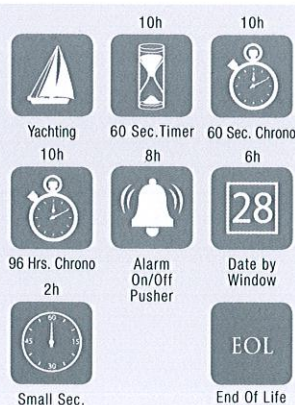 10h 10h
Yachting 60 Sec.Timer 60 Sec. Chrono
10h 8h 6h
28
96 Hrs. Chrono Alarm On/Off Pusher Date by Window
2h
60
45 15
30
EOL
Small Sec. End Of Life